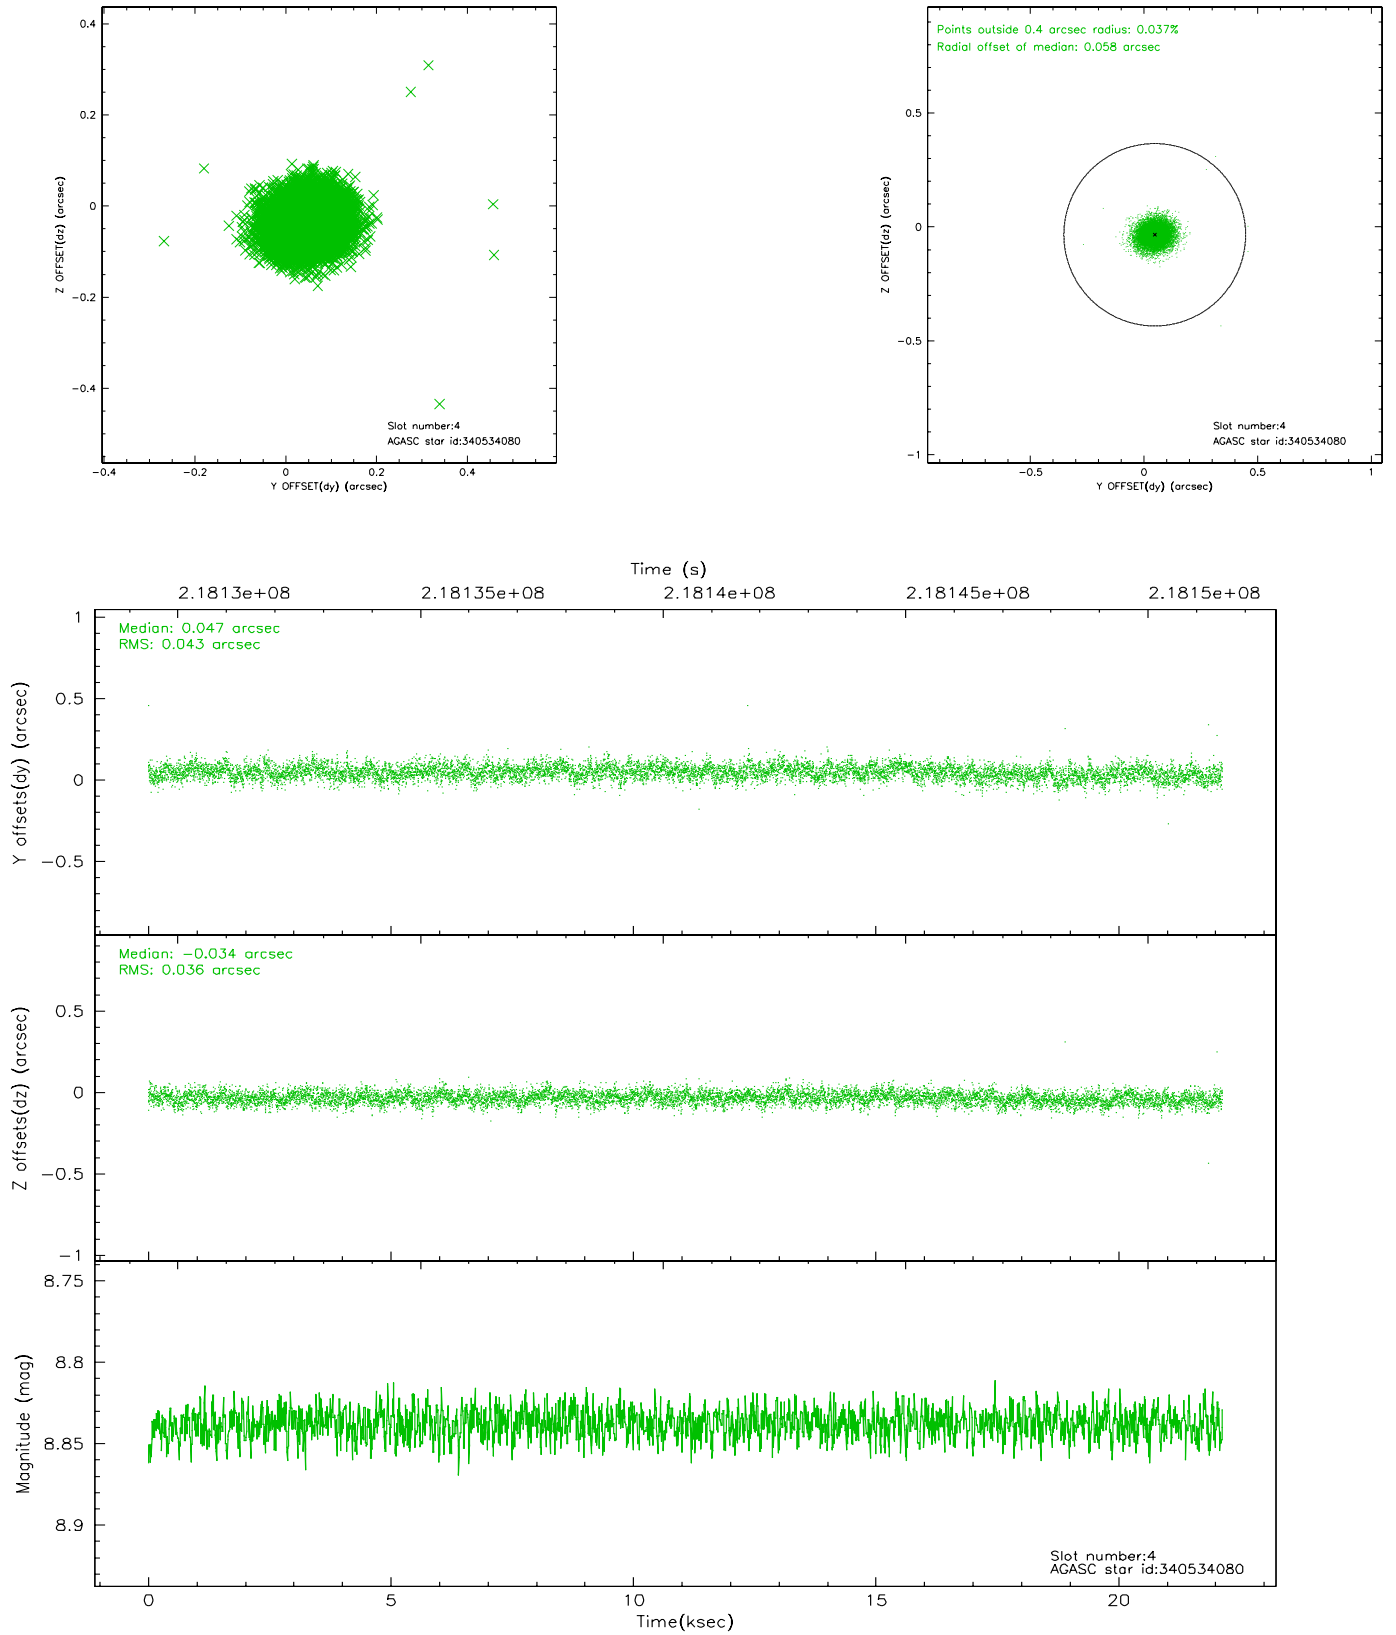 0.4
0.2
0
−0.2
−0.4
Z OFFSET(dz) (arcsec)
Slot number:4
AGASC star id:340534080
−0.4
−0.2
0
0.2
0.4
Y OFFSET(dy) (arcsec)
Points outside 0.4 arcsec radius: 0.037%
Radial offset of median: 0.058 arcsec
0.5
0
−0.5
−1
Z OFFSET(dz) (arcsec)
Slot number:4
AGASC star id:340534080
−0.5
0
0.5
1
Y OFFSET(dy) (arcsec)
Time (s)
2.1813e+08
2.18135e+08
2.1814e+08
2.18145e+08
2.1815e+08
Median: 0.047 arcsec
RMS: 0.043 arcsec
1
0.5
0
−0.5
Y offsets(dy) (arcsec)
Median: −0.034 arcsec
RMS: 0.036 arcsec
0.5
0
−0.5
−1
Z offsets(dz) (arcsec)
8.75
8.8
8.85
8.9
Magnitude (mag)
Slot number:4
AGASC star id:340534080
0
5
10
15
20
Time(ksec)